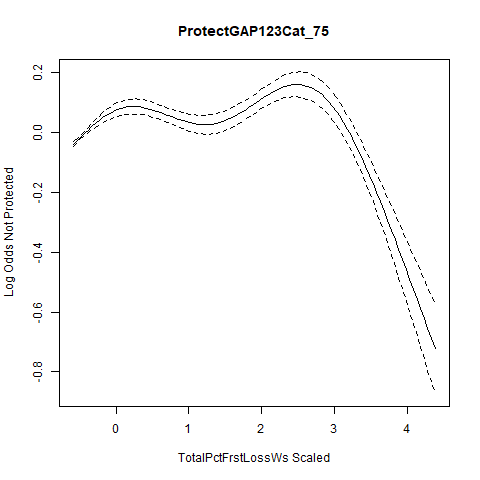 ProtectGAP123Cat_75
0.2
0.0
-0.2
-0.4
-0.6
-0.8
Log Odds Not Protected
0 1 2 3 4
TotalPctFrstLossWs Scaled